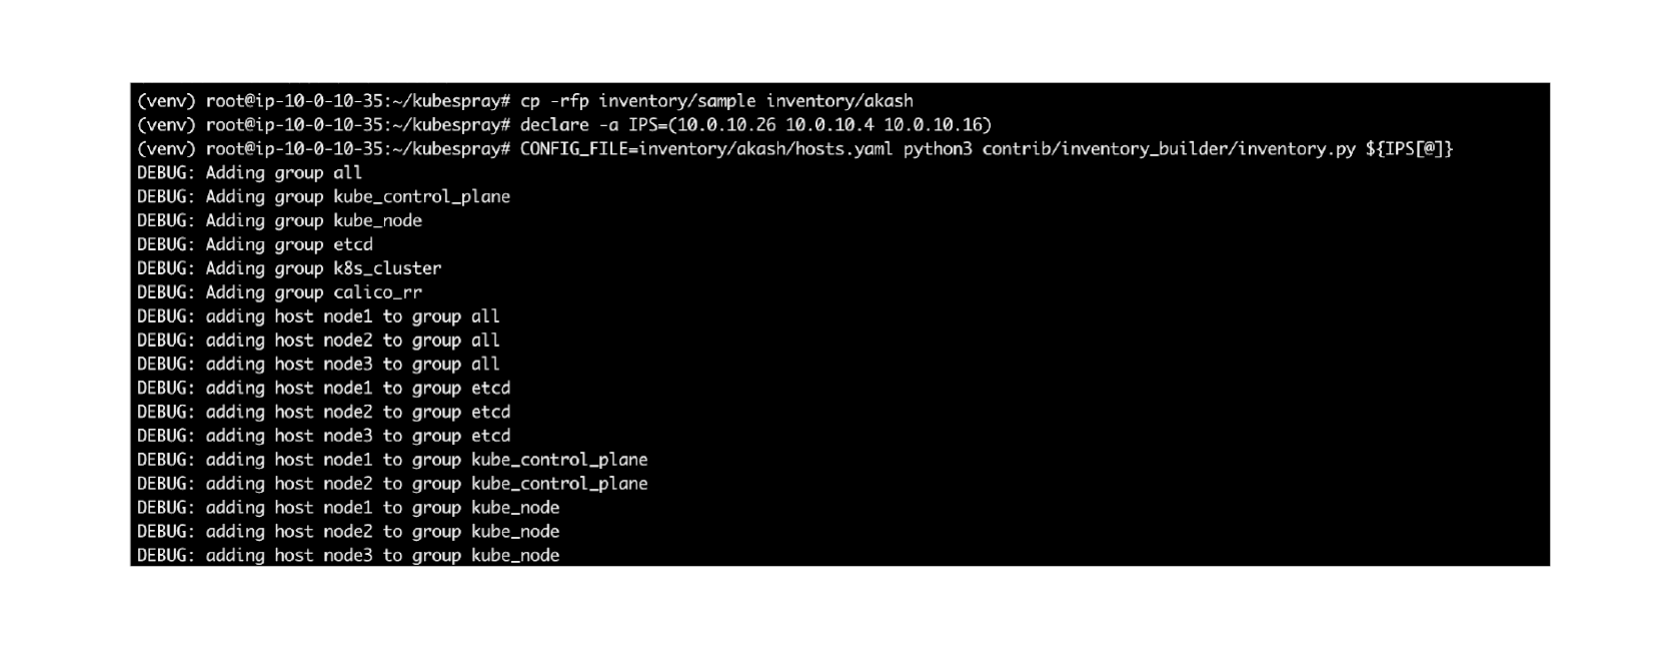 (venv) root@ip-10-0-10-35:~/kubespray# cp -rfp inventory/sample inventory/akash
(venv) root@ip-10-0-10-35:~/kubespray# declare -a IPS=(10.0.10.26 10.0.10.4 10.0.10.16)
(venv) root@ip-10-0-10-35:~/kubespray# CONFIG_FILE=inventory/akash/hosts.yaml python3 contrib/inventory_builder/inventory.py ${IPS[@]}
DEBUG: Adding group all
DEBUG: Adding group kube_control_plane
DEBUG: Adding group kube_node
DEBUG: Adding group etcd
DEBUG: Adding group k8s_cluster
DEBUG: Adding group calico_rr
DEBUG: adding host node1 to group all
DEBUG: adding host node2 to group all
DEBUG: adding host node3 to group all
DEBUG: adding host node1 to group etcd
DEBUG: adding host node2 to group etcd
DEBUG: adding host node3 to group etcd
DEBUG: adding host node1 to group kube_control_plane
DEBUG: adding host node2 to group kube_control_plane
DEBUG: adding host node1 to group kube_node
DEBUG: adding host node2 to group kube_node
DEBUG: adding host node3 to group kube_node